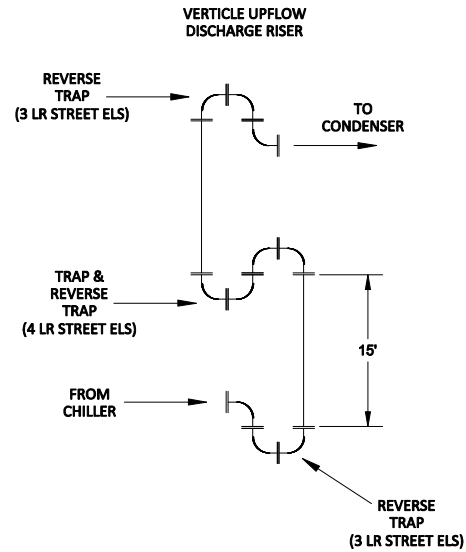 VERTICLE UPFLOW
DISCHARGE RISER
REVERSE
TRAP
(3 LR STREET ELS)
TO
CONDENSER
TRAP &
REVERSE
TRAP
(4 LR STREET ELS)
15'
FROM
CHILLER
REVERSE
TRAP
(3 LR STREET ELS)